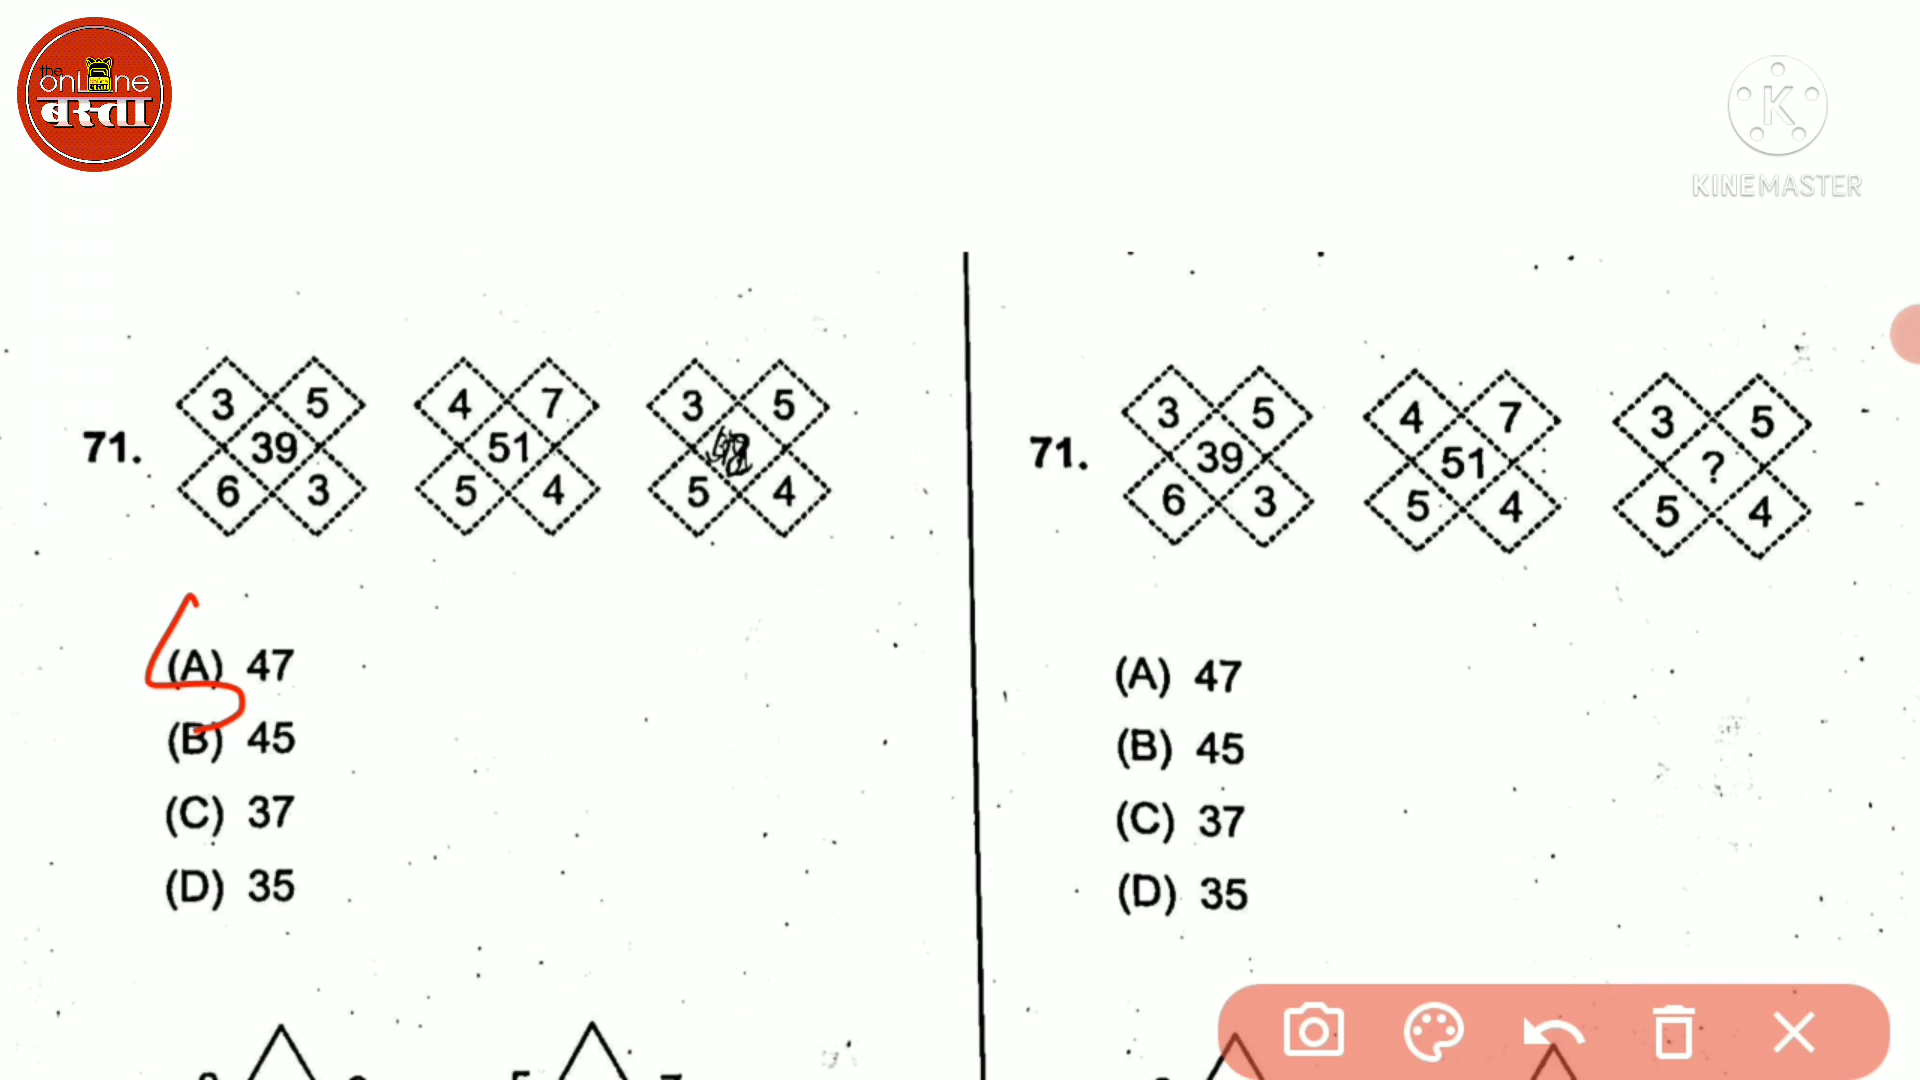 the
onLine
बस्ता
K
KINEMASTER
71.
3 5
39
6 3
4 7
51
5 4
3 5
5 4
(A) 47
(B) 45
(C) 37
(D) 35
71.
3 5
39
6 3
4 7
51
5 4
3 5
?
5 4
(A) 47
(B) 45
(C) 37
(D) 35